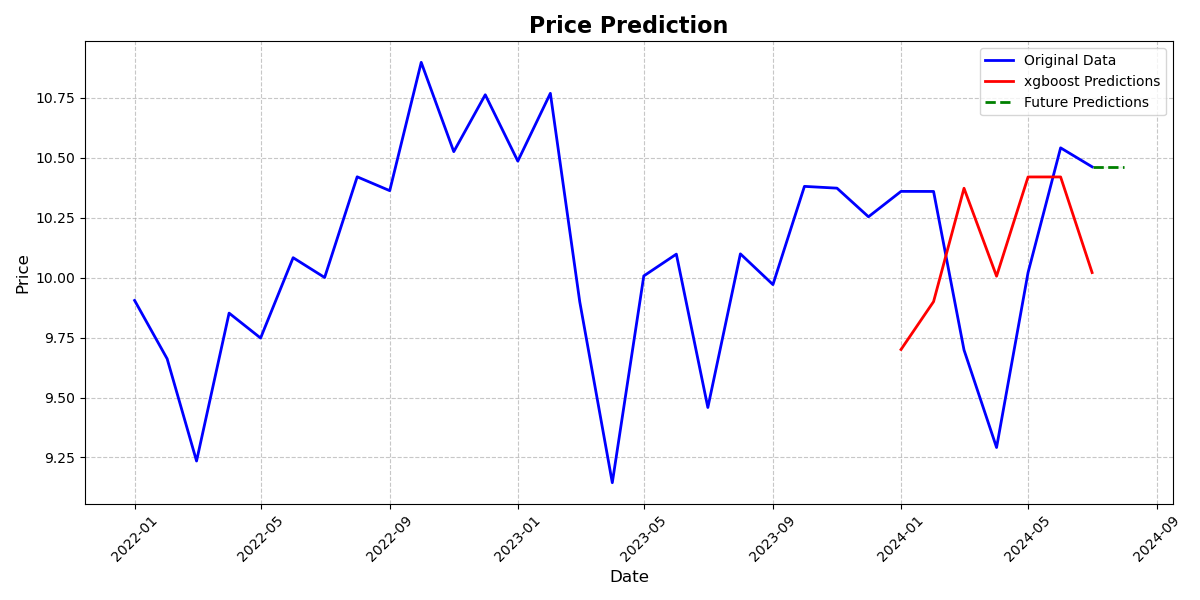 Price Prediction
Original Data
xgboost Predictions
Future Predictions
Price
10.75
10.50
10.25
10.00
9.75
9.50
9.25
2022-01
2022-05
2022-09
2023-01
2023-05
2023-09
2024-01
2024-05
2024-09
Date